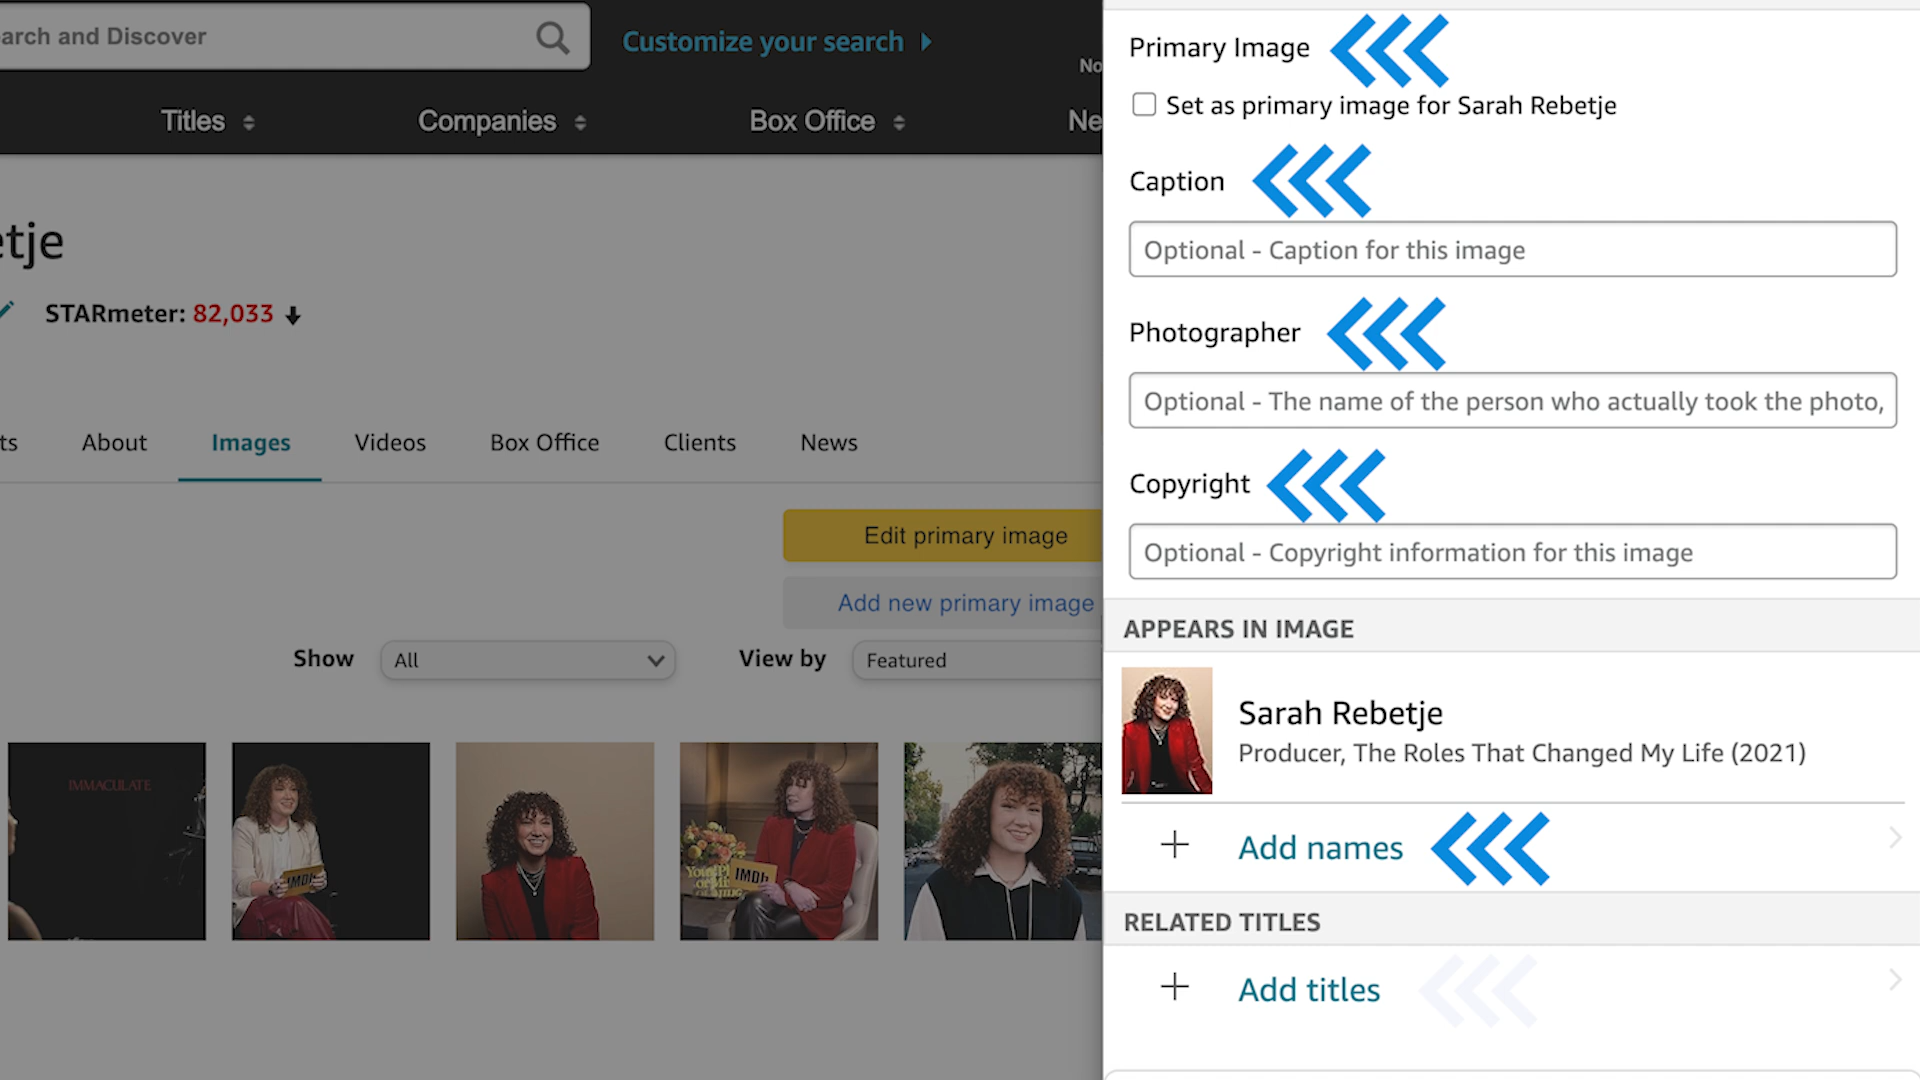 arch and Discover
Customize your search
No
Titles
Companies
Box Office
Ne
etje
STARmeter: 82,033
ts
About
Images
Videos
Box Office
Clients
News
Edit primary image
Add new primary image
Show
All
View by
Featured
IMMACULATE
IMDb
IMDb
Primary Image
Set as primary image for Sarah Rebetje
Caption
Optional - Caption for this image
Photographer
Optional - The name of the person who actually took the photo,
Copyright
Optional - Copyright information for this image
APPEARS IN IMAGE
Sarah Rebetje
Producer, The Roles That Changed My Life (2021)
Add names
RELATED TITLES
Add titles